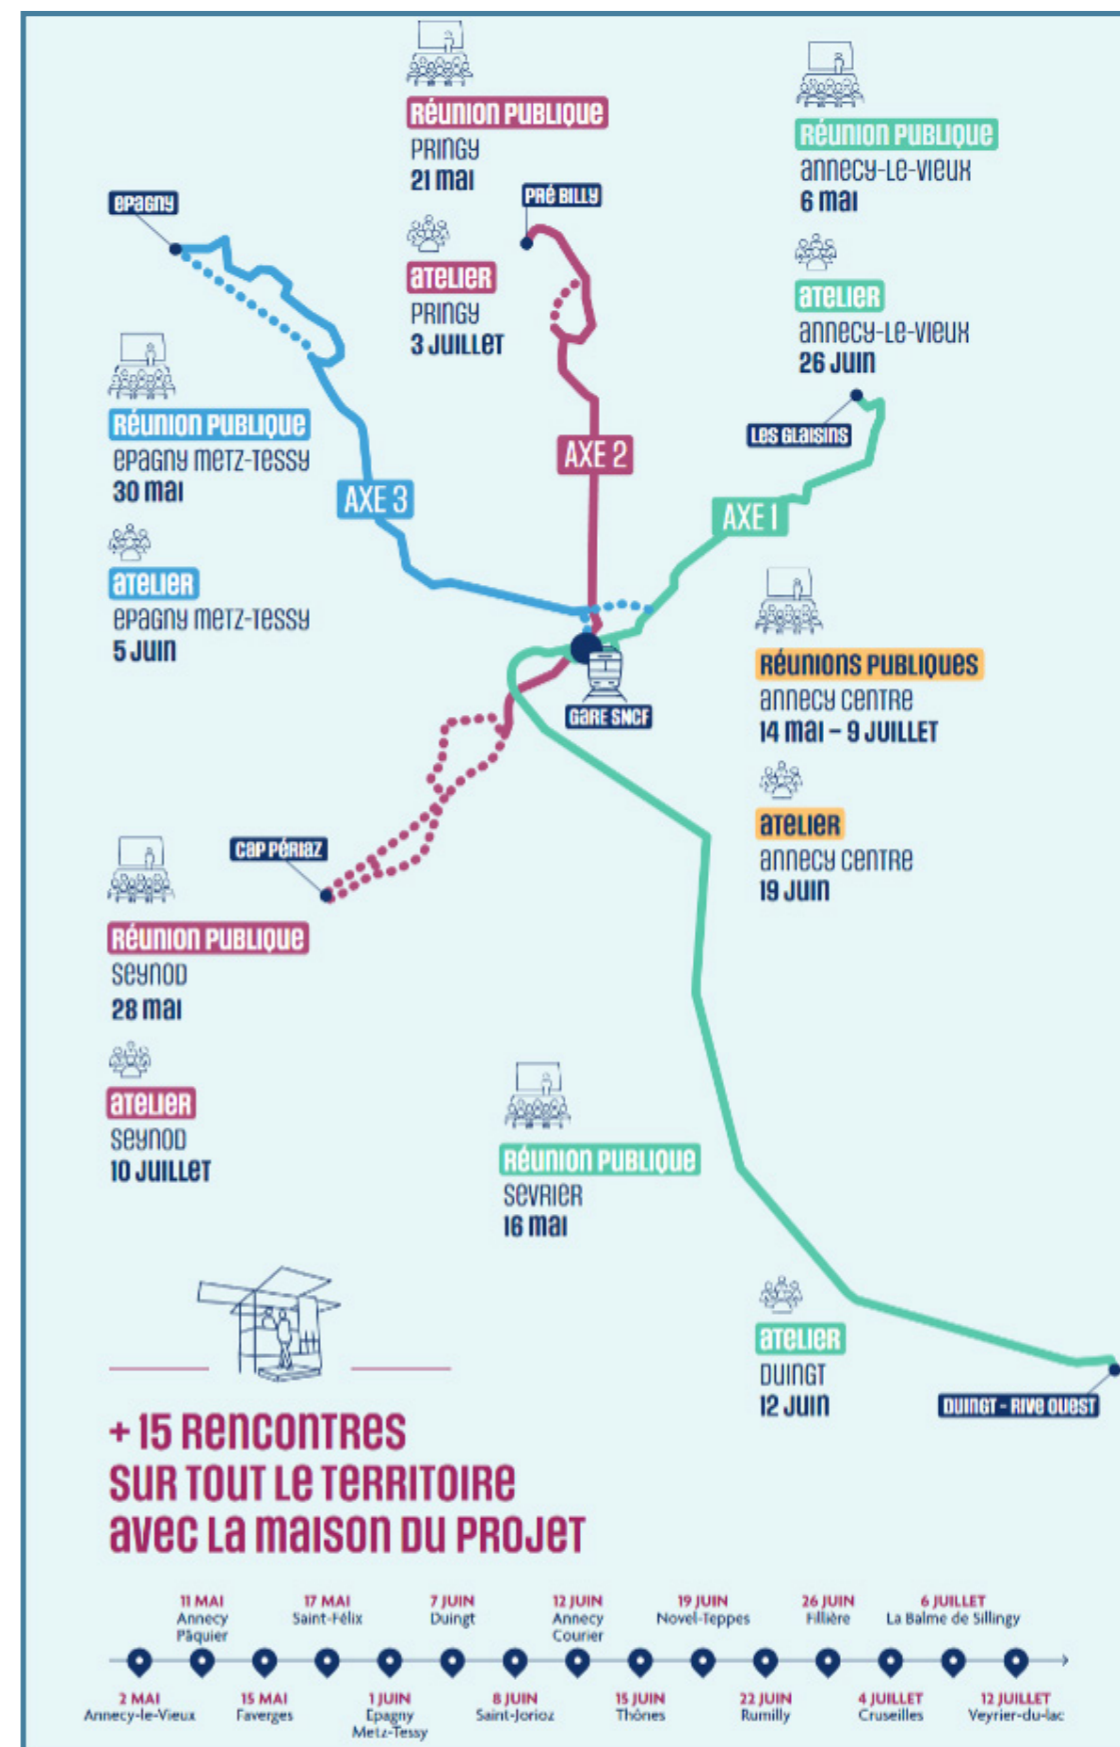 RÉUNION PUBLIQUE
PRINGY
21 MAI
RÉUNION PUBLIQUE
ANNECY-LE-VIEUX
6 MAI
EPAGNY
PRÉ BILLY
ATELIER
PRINGY
3 JUILLET
ATELIER
ANNECY-LE-VIEUX
26 JUIN
RÉUNION PUBLIQUE
EPAGNY METZ-TESSY
30 MAI
LES GLAISINS
AXE 2
AXE 3
AXE 1
ATELIER
EPAGNY METZ-TESSY
5 JUIN
RÉUNIONS PUBLIQUES
ANNECY CENTRE
14 MAI – 9 JUILLET
GARE SNCF
ATELIER
ANNECY CENTRE
19 JUIN
CAP PÉRIAZ
RÉUNION PUBLIQUE
SEYNOD
28 MAI
ATELIER
SEYNOD
10 JUILLET
RÉUNION PUBLIQUE
SEVRIER
16 MAI
ATELIER
DUINGT
12 JUIN
DUINGT - RIVE OUEST
+ 15 RENCONTRES
SUR TOUT LE TERRITOIRE
AVEC LA MAISON DU PROJET
11 MAI
Annecy
Pâquier
17 MAI
Saint-Félix
7 JUIN
Duingt
12 JUIN
Annecy
Courier
19 JUIN
Novel-Teppes
26 JUIN
Fillière
6 JUILLET
La Balme de Sillingy
2 MAI
Annecy-le-Vieux
15 MAI
Faverges
1 JUIN
Epagny
Metz-Tessy
8 JUIN
Saint-Jorioz
15 JUIN
Thônes
22 JUIN
Rumilly
4 JUILLET
Cruseilles
12 JUILLET
Veyrier-du-lac